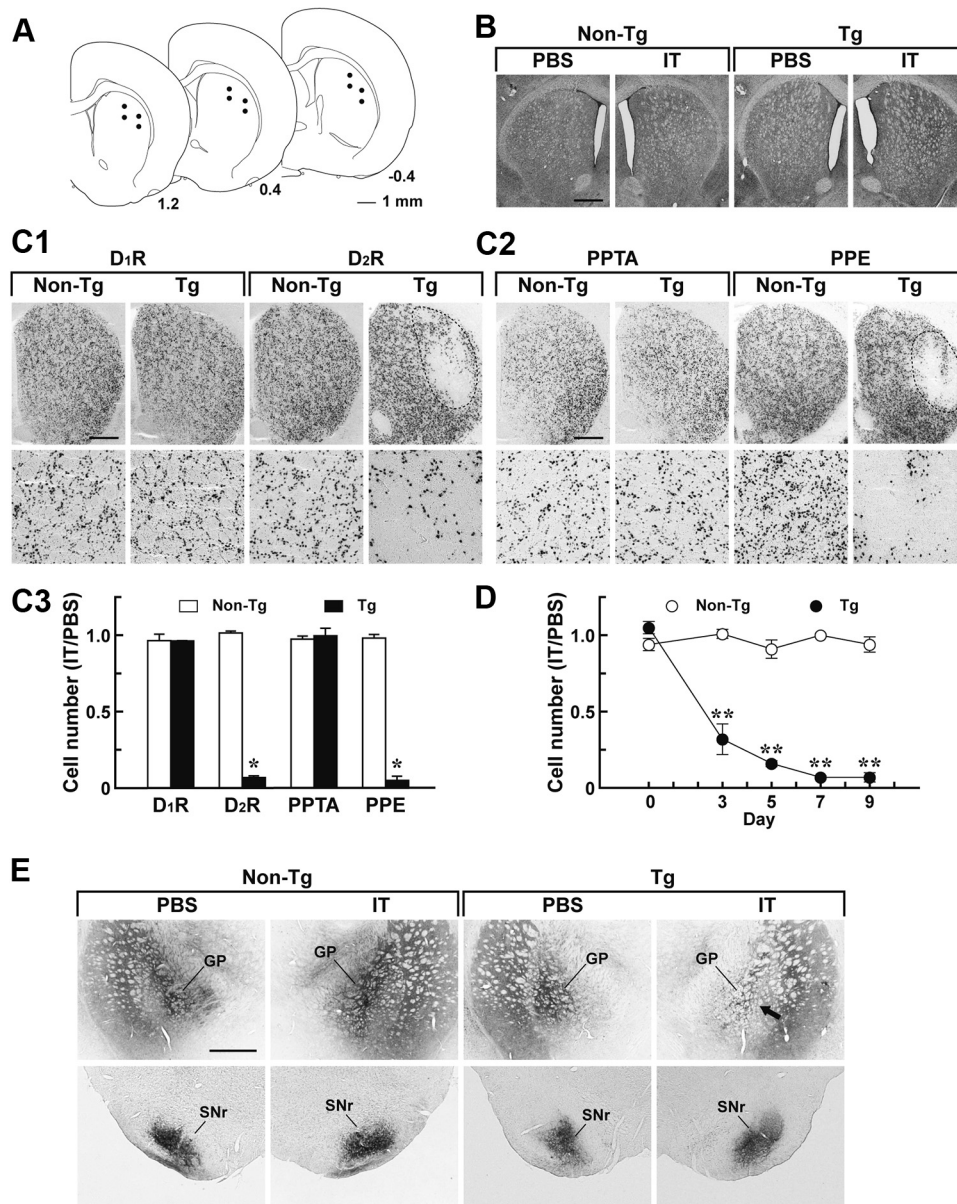 A
1.2
0.4
-0.4
1 mm
B
Non-Tg Tg
PBS IT PBS IT
C1
D1R D2R
Non-Tg Tg Non-Tg Tg
C2
PPTA PPE
Non-Tg Tg Non-Tg Tg
C3
Non-Tg Tg
Cell number (IT/PBS)
1.0
0.5
0
* *
D1R D2R PPTA PPE
D
Non-Tg Tg
Cell number (IT/PBS)
1.0
0.5
0
** ** ** **
0 3 5 7 9
Day
E
Non-Tg Tg
PBS IT PBS IT
GP GP GP GP
SNr SNr SNr SNr